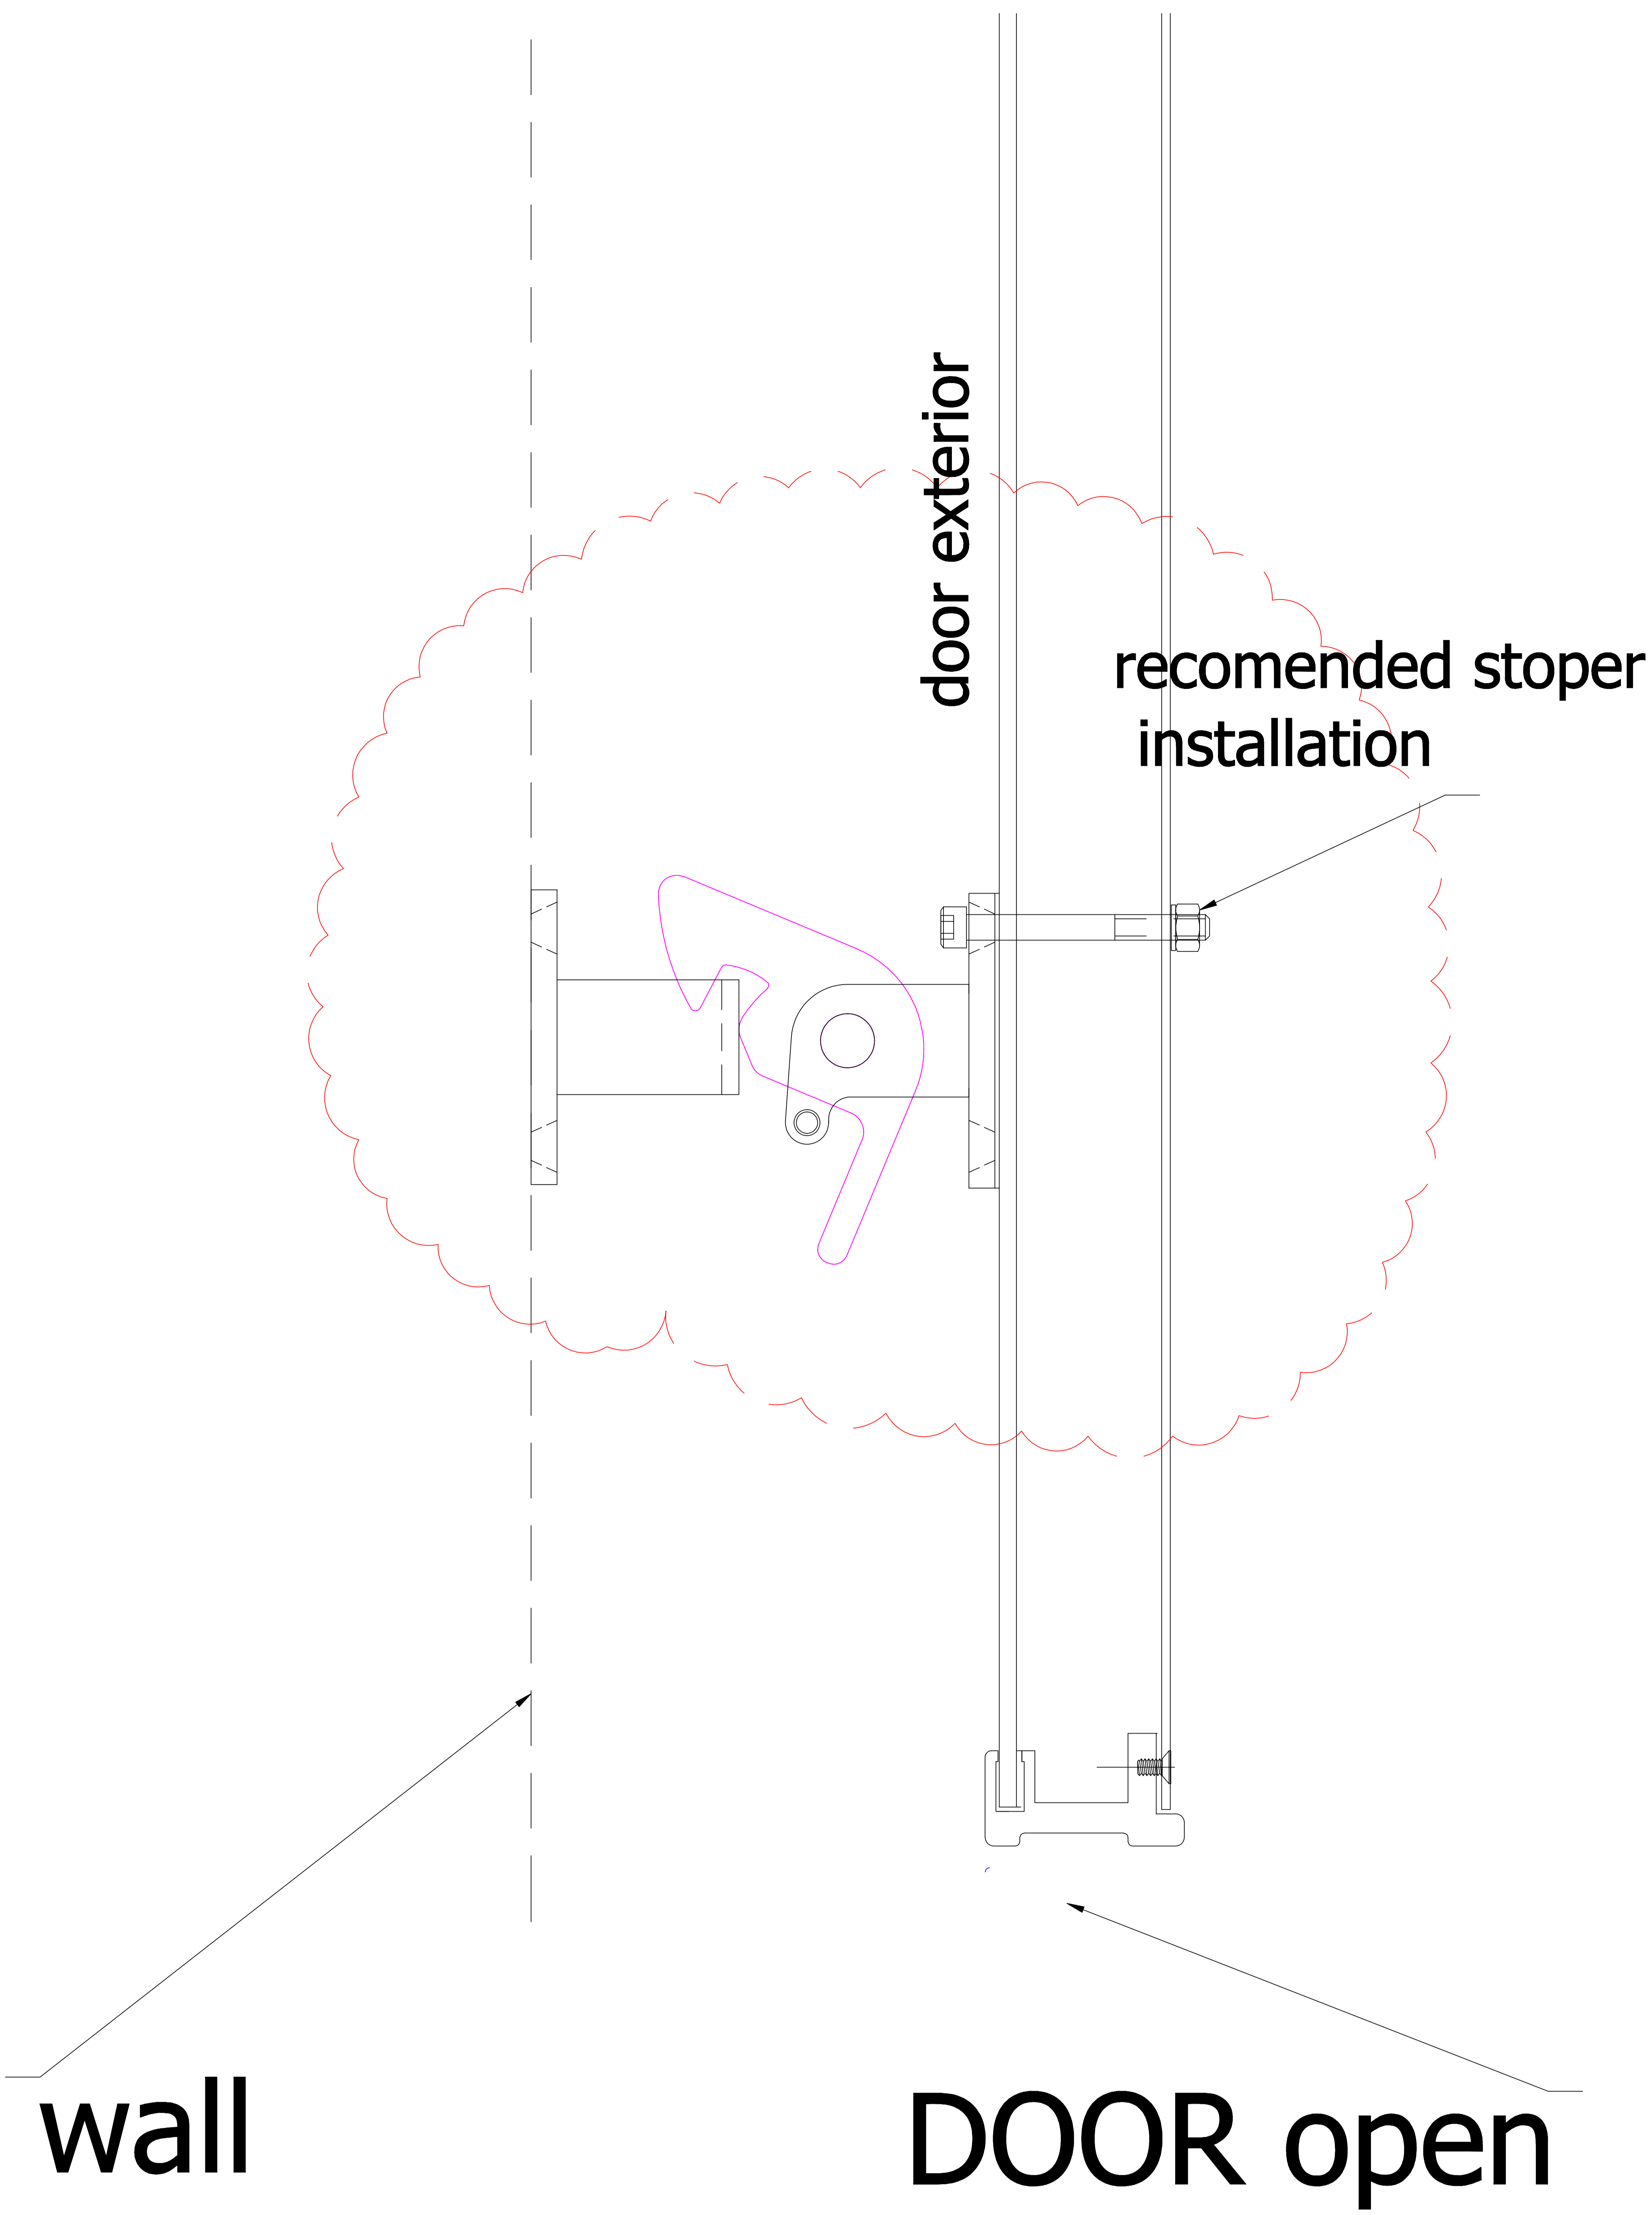 door exterior
recomended stoper
installation
wall
DOOR open